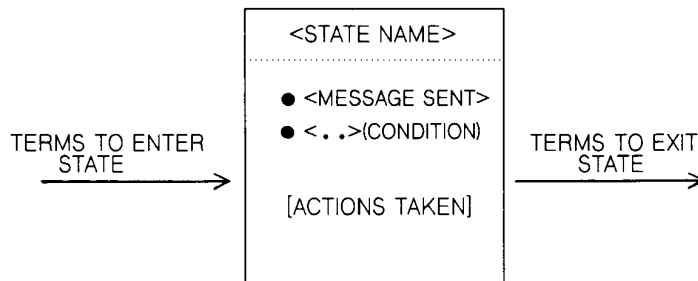 <STATE NAME>
● <MESSAGE SENT>
● <..>(CONDITION)
TERMS TO ENTER
STATE
[ACTIONS TAKEN]
TERMS TO EXIT
STATE